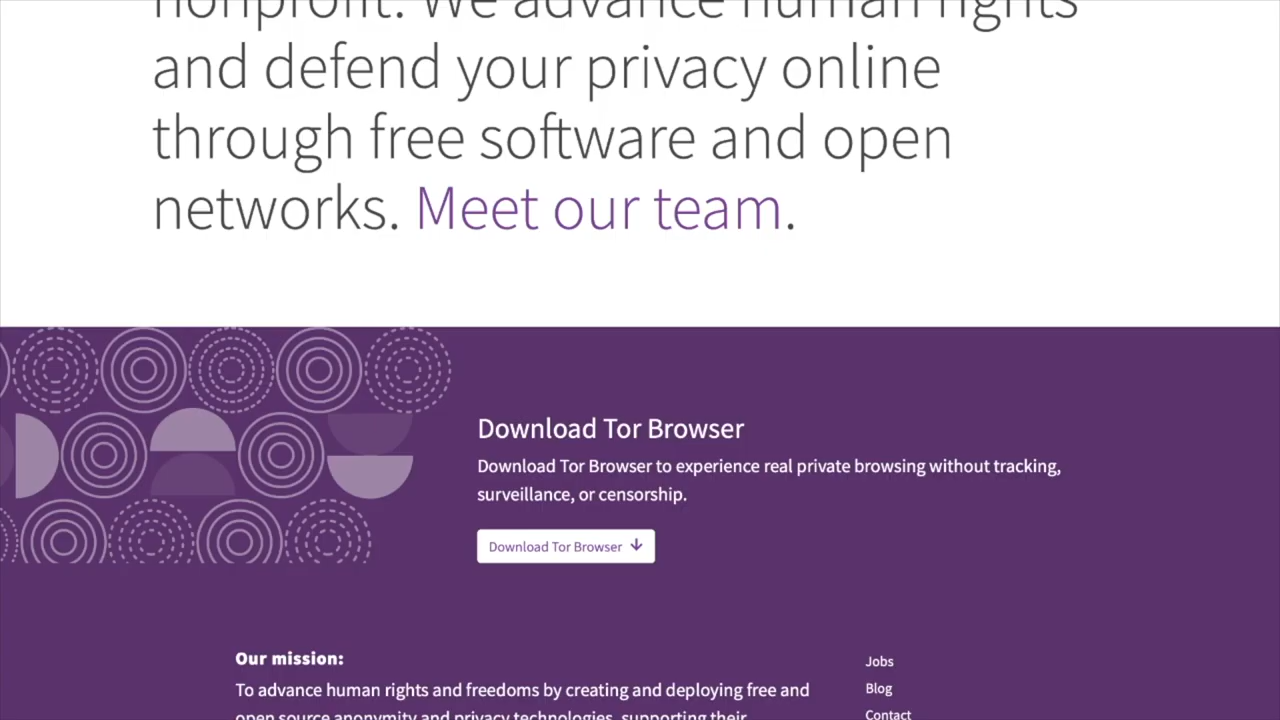 nonprofit. We advance human rights
and defend your privacy online
through free software and open
networks. Meet our team.
Download Tor Browser
Download Tor Browser to experience real private browsing without tracking,
surveillance, or censorship.
Download Tor Browser
Our mission:
To advance human rights and freedoms by creating and deploying free and
open source anonymity and privacy technologies, supporting their
Jobs
Blog
Contact